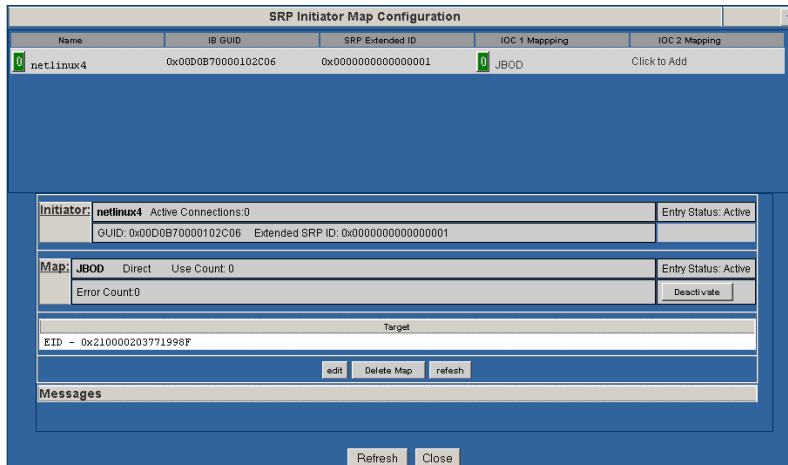 SRP Initiator Map Configuration
Name IB GUID SRP Extended ID IOC 1 Mappping IOC 2 Mapping
0 netlinux4 0x00D0B70000102C06 0x0000000000000001 0 JBOD Click to Add
Initiator: netlinux4 Active Connections:0 Entry Status: Active
GUID: 0x00D0B70000102C06 Extended SRP ID: 0x0000000000000001
Map: JBOD Direct Use Count: 0 Entry Status: Active
Error Count:0 Deactivate
Target
EID - 0x210000203771998F
edit Delete Map refesh
Messages
Refresh Close